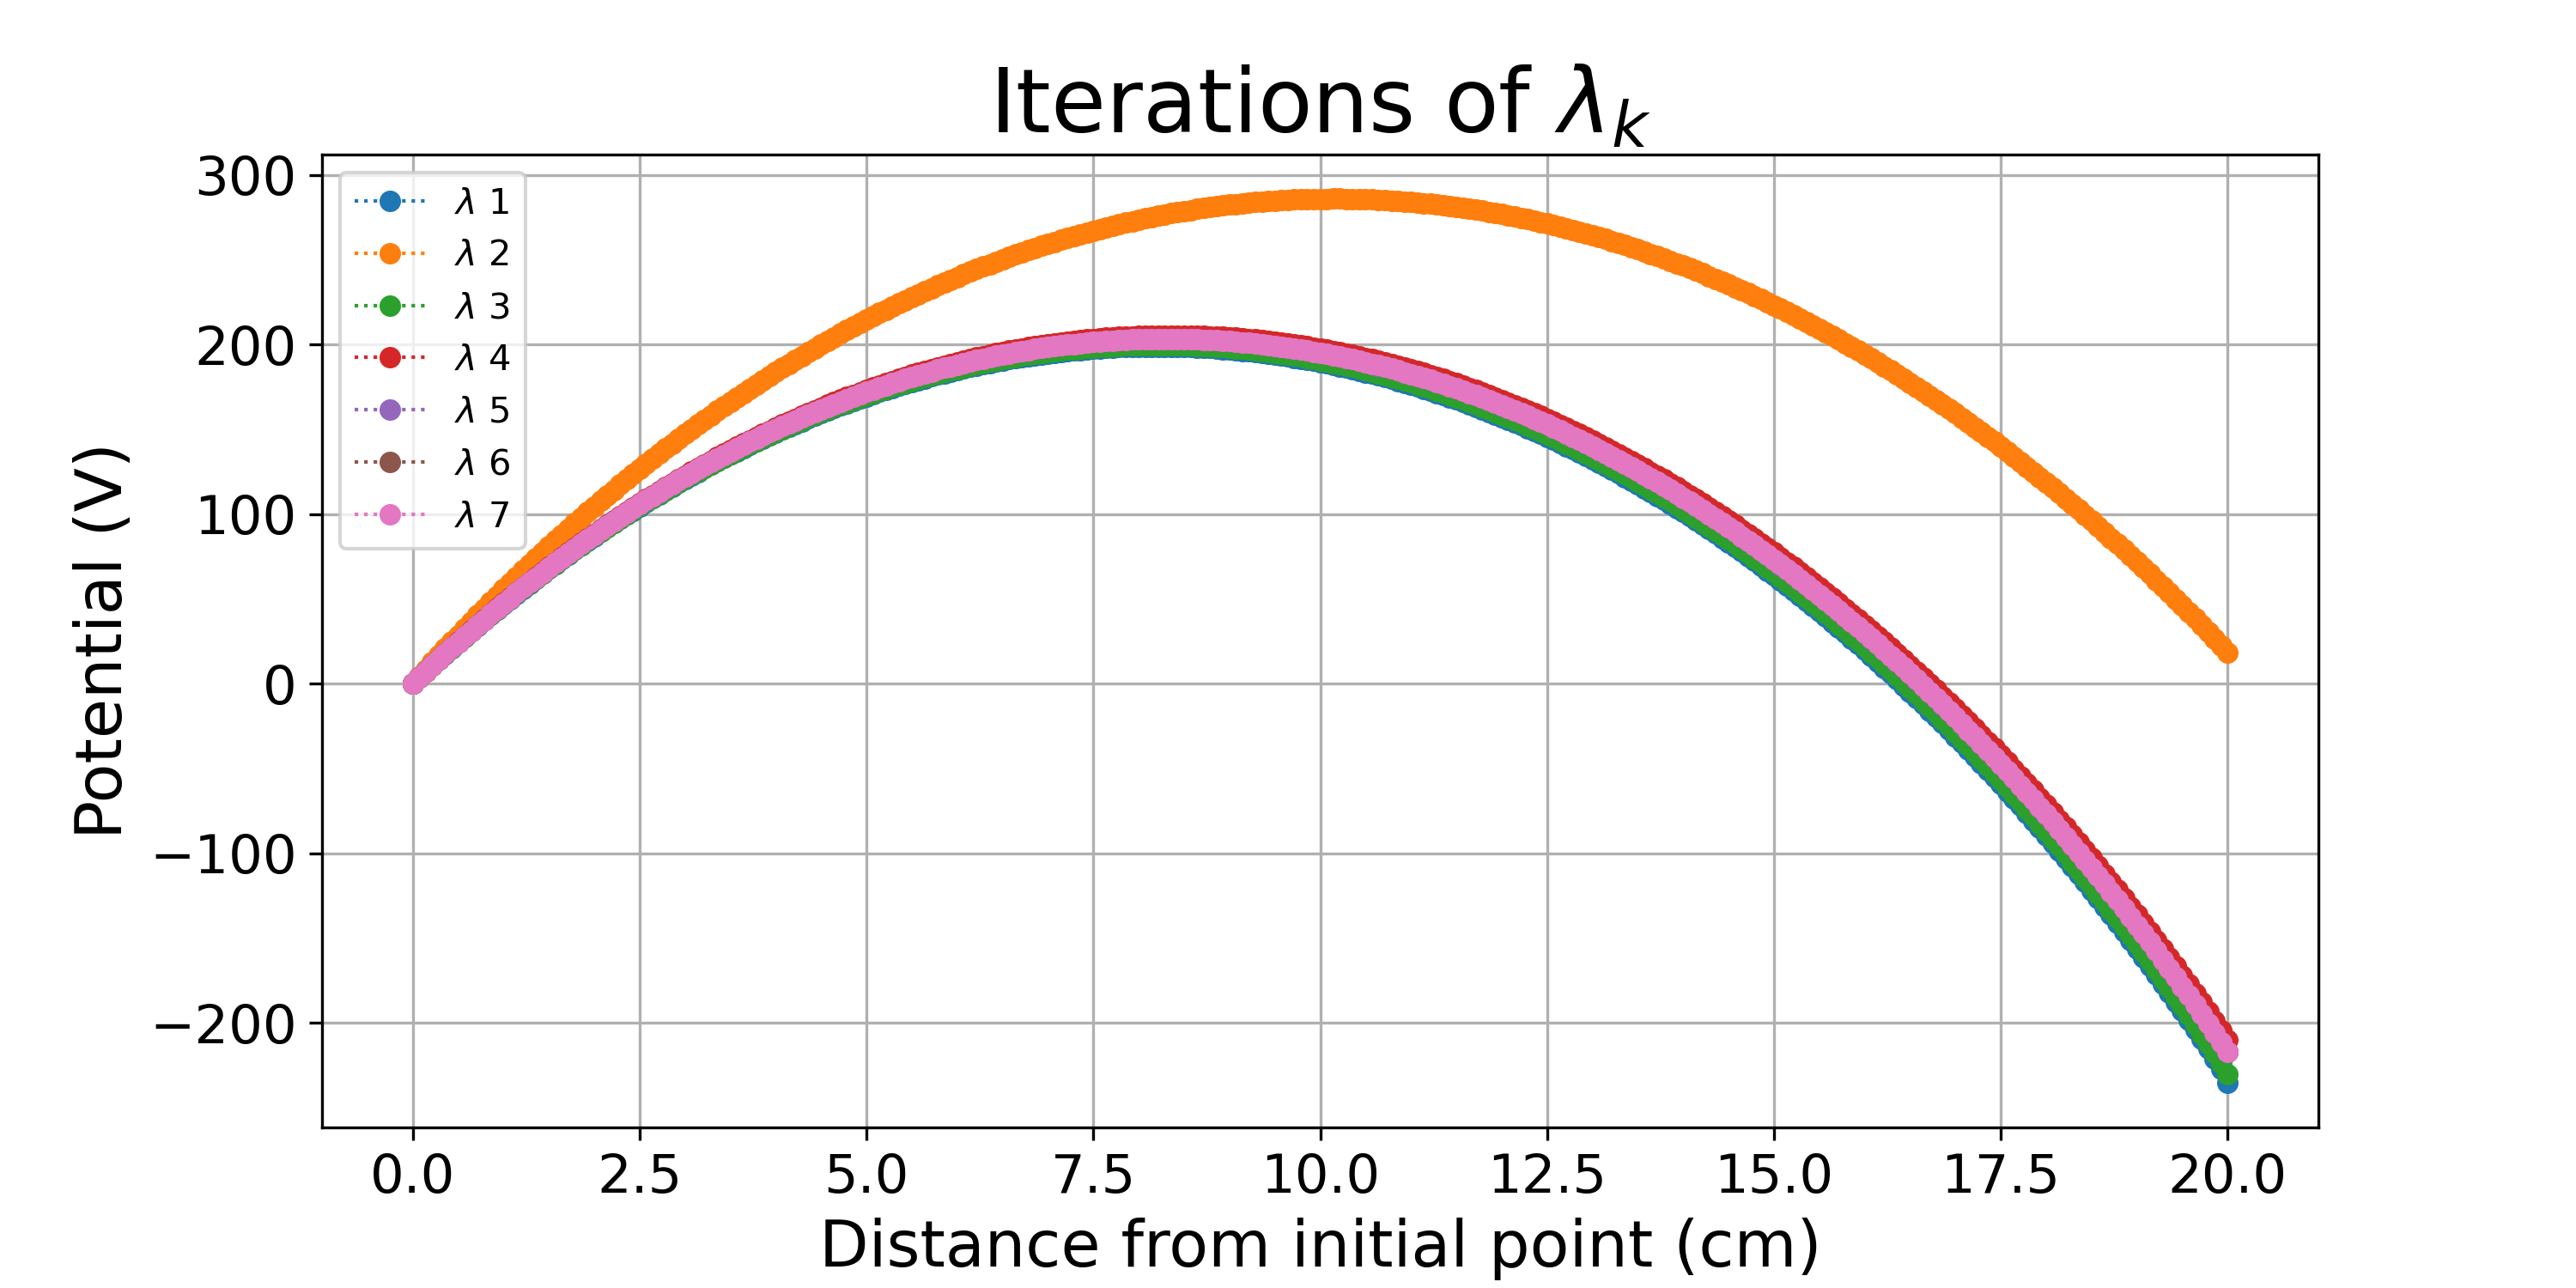 Iterations of λk
300
200
100
0
−100
−200
Potential (V)
λ 1
λ 2
λ 3
λ 4
λ 5
λ 6
λ 7
0.0 2.5 5.0 7.5 10.0 12.5 15.0 17.5 20.0
Distance from initial point (cm)